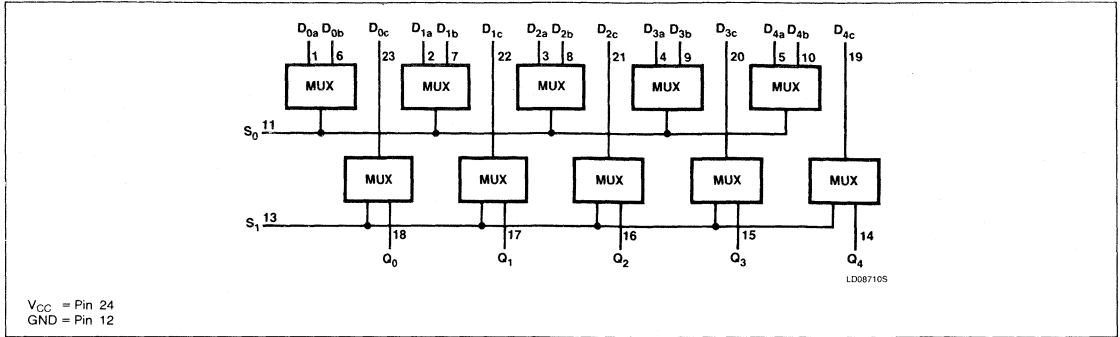 D0a D0b D0c D1a D1b D1c D2a D2b D2c D3a D3b D3c D4a D4b D4c
1 6 23 2 7 22 3 8 21 4 9 20 5 10 19
MUX MUX MUX MUX MUX
S0 11
MUX MUX MUX MUX MUX
S1 13
18 17 16 15 14
Q0 Q1 Q2 Q3 Q4
LD08710S
VCC = Pin 24
GND = Pin 12